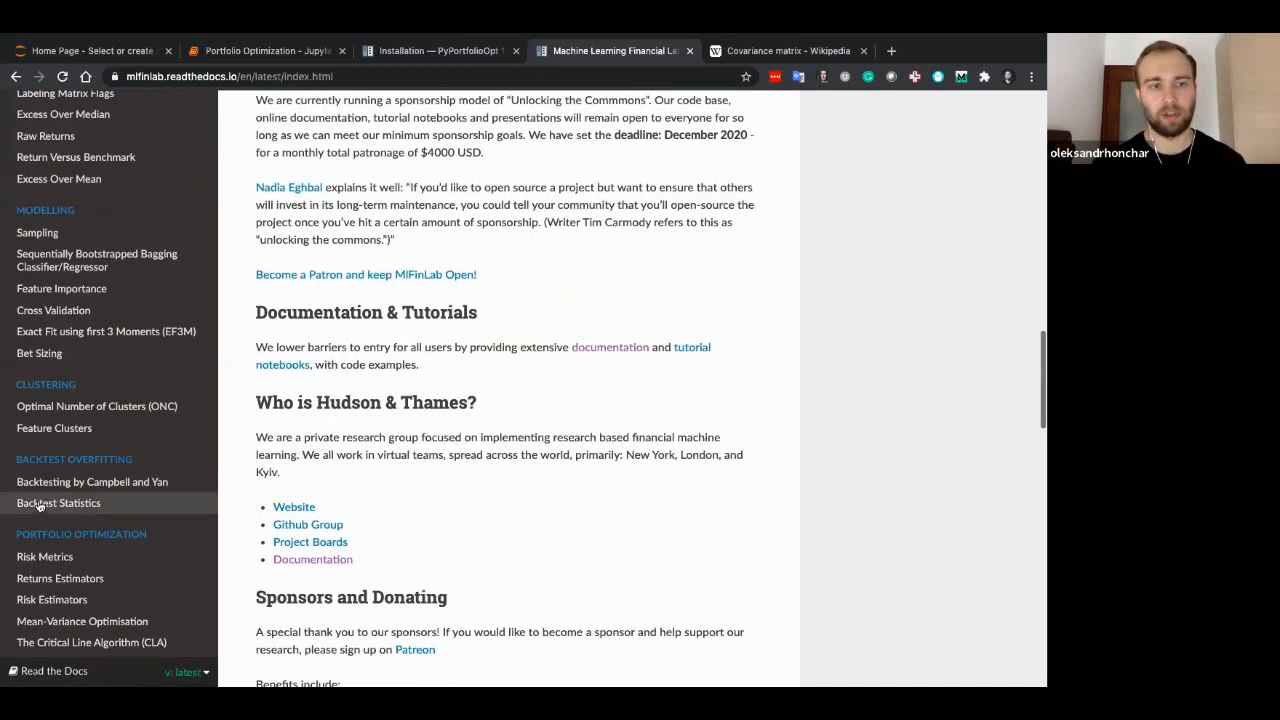 Home Page - Select or create a
Portfolio Optimization - Jupyte
Installation — PyPortfolioOpt
Machine Learning Financial La
Covariance matrix - Wikipedia
mlfinlab.readthedocs.io/en/latest/index.html
oleksandrhonchar
Labeling Matrix Flags
Excess Over Median
Raw Returns
Return Versus Benchmark
Excess Over Mean
MODELLING
Sampling
Sequentially Bootstrapped Bagging
Classifier/Regressor
Feature Importance
Cross Validation
Exact Fit using first 3 Moments (EF3M)
Bet Sizing
CLUSTERING
Optimal Number of Clusters (ONC)
Feature Clusters
BACKTEST OVERFITTING
Backtesting by Campbell and Yan
Backtest Statistics
PORTFOLIO OPTIMIZATION
Risk Metrics
Returns Estimators
Risk Estimators
Mean-Variance Optimisation
The Critical Line Algorithm (CLA)
Read the Docs v: latest
We are currently running a sponsorship model of “Unlocking the Commmons”. Our code base,
online documentation, tutorial notebooks and presentations will remain open to everyone for so
long as we can meet our minimum sponsorship goals. We have set the deadline: December 2020 -
for a monthly total patronage of $4000 USD.
Nadia Eghbal explains it well: “If you’d like to open source a project but want to ensure that others
will invest in its long-term maintenance, you could tell your community that you’ll open-source the
project once you’ve hit a certain amount of sponsorship. (Writer Tim Carmody refers to this as
“unlocking the commons.”)”
Become a Patron and keep MlFinLab Open!
Documentation & Tutorials
We lower barriers to entry for all users by providing extensive documentation and tutorial
notebooks, with code examples.
Who is Hudson & Thames?
We are a private research group focused on implementing research based financial machine
learning. We all work in virtual teams, spread across the world, primarily: New York, London, and
Kyiv.
Website
Github Group
Project Boards
Documentation
Sponsors and Donating
A special thank you to our sponsors! If you would like to become a sponsor and help support our
research, please sign up on Patreon
Benefits include: